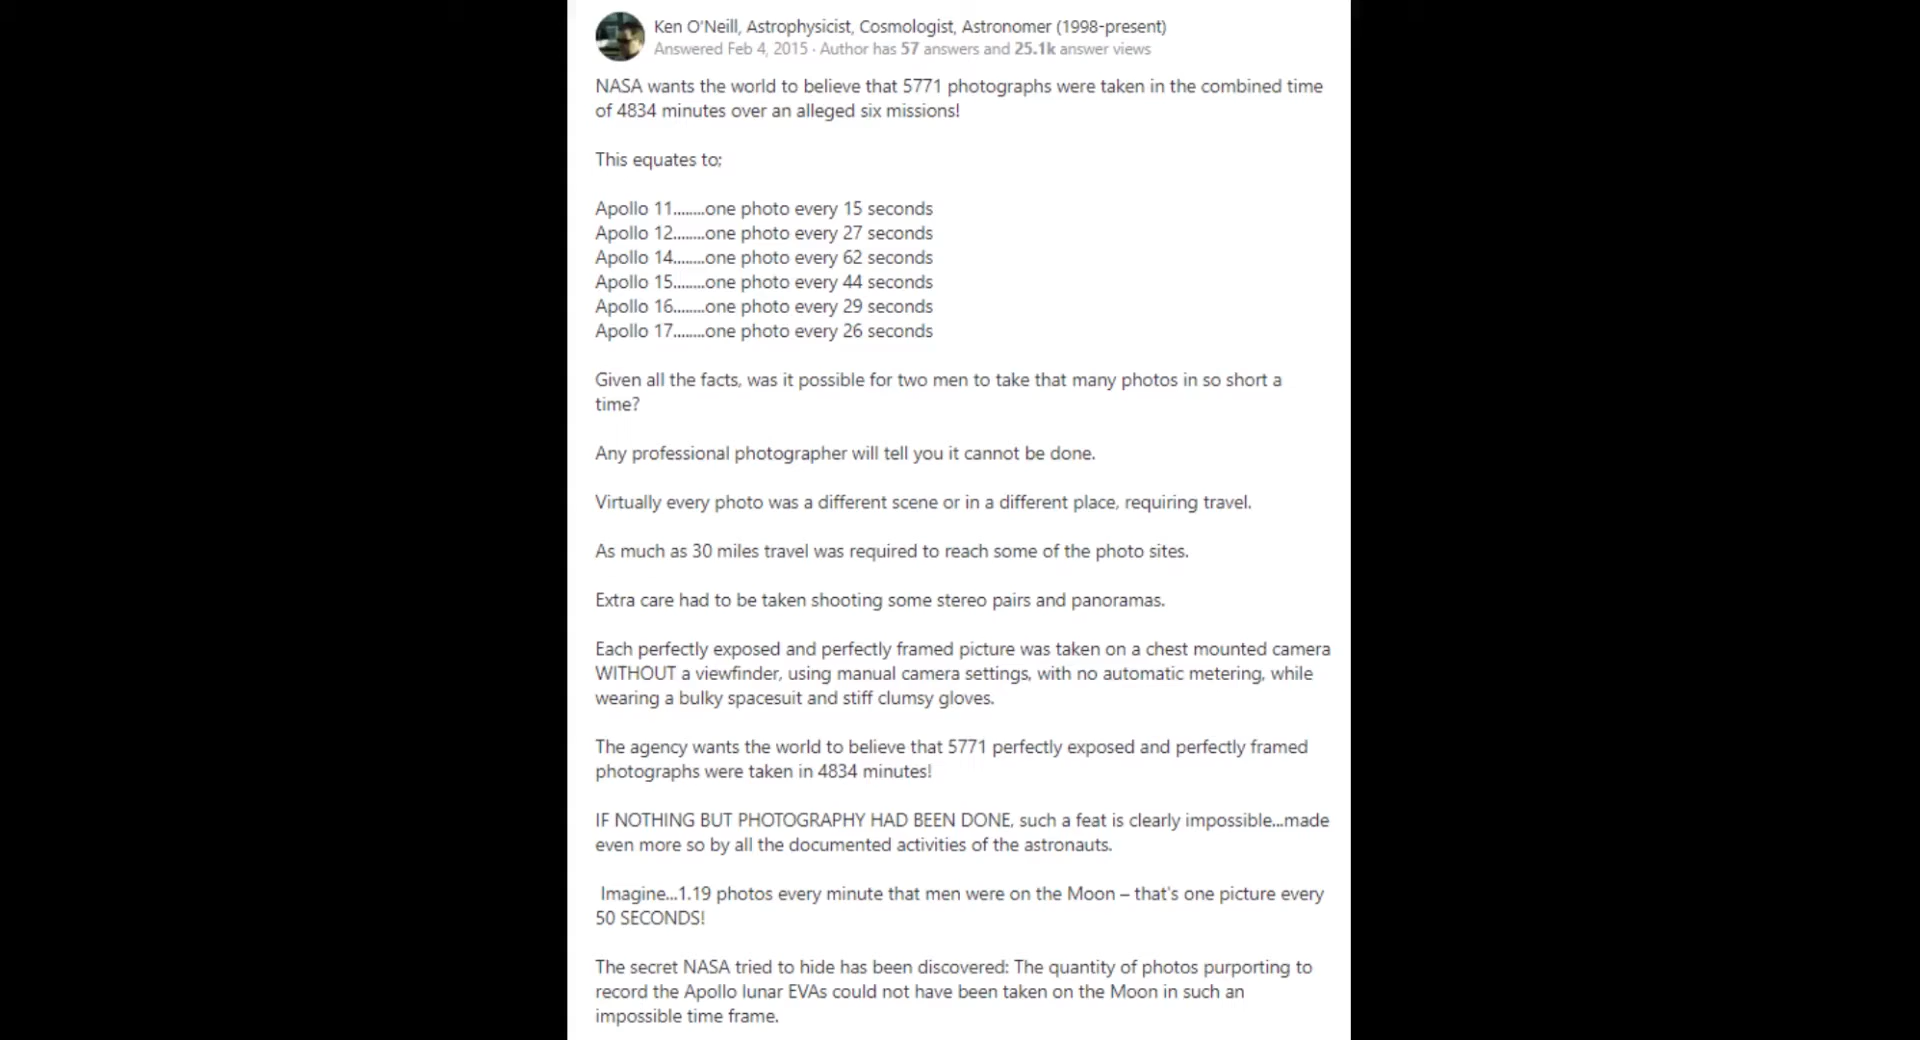 Ken O'Neill, Astrophysicist, Cosmologist, Astronomer (1998-present)
Answered Feb 4, 2015 · Author has 57 answers and 25.1k answer views
NASA wants the world to believe that 5771 photographs were taken in the combined time
of 4834 minutes over an alleged six missions!
This equates to;
Apollo 11........one photo every 15 seconds
Apollo 12........one photo every 27 seconds
Apollo 14........one photo every 62 seconds
Apollo 15........one photo every 44 seconds
Apollo 16........one photo every 29 seconds
Apollo 17........one photo every 26 seconds
Given all the facts, was it possible for two men to take that many photos in so short a
time?
Any professional photographer will tell you it cannot be done.
Virtually every photo was a different scene or in a different place, requiring travel.
As much as 30 miles travel was required to reach some of the photo sites.
Extra care had to be taken shooting some stereo pairs and panoramas.
Each perfectly exposed and perfectly framed picture was taken on a chest mounted camera
WITHOUT a viewfinder, using manual camera settings, with no automatic metering, while
wearing a bulky spacesuit and stiff clumsy gloves.
The agency wants the world to believe that 5771 perfectly exposed and perfectly framed
photographs were taken in 4834 minutes!
IF NOTHING BUT PHOTOGRAPHY HAD BEEN DONE, such a feat is clearly impossible...made
even more so by all the documented activities of the astronauts.
Imagine...1.19 photos every minute that men were on the Moon – that's one picture every
50 SECONDS!
The secret NASA tried to hide has been discovered: The quantity of photos purporting to
record the Apollo lunar EVAs could not have been taken on the Moon in such an
impossible time frame.